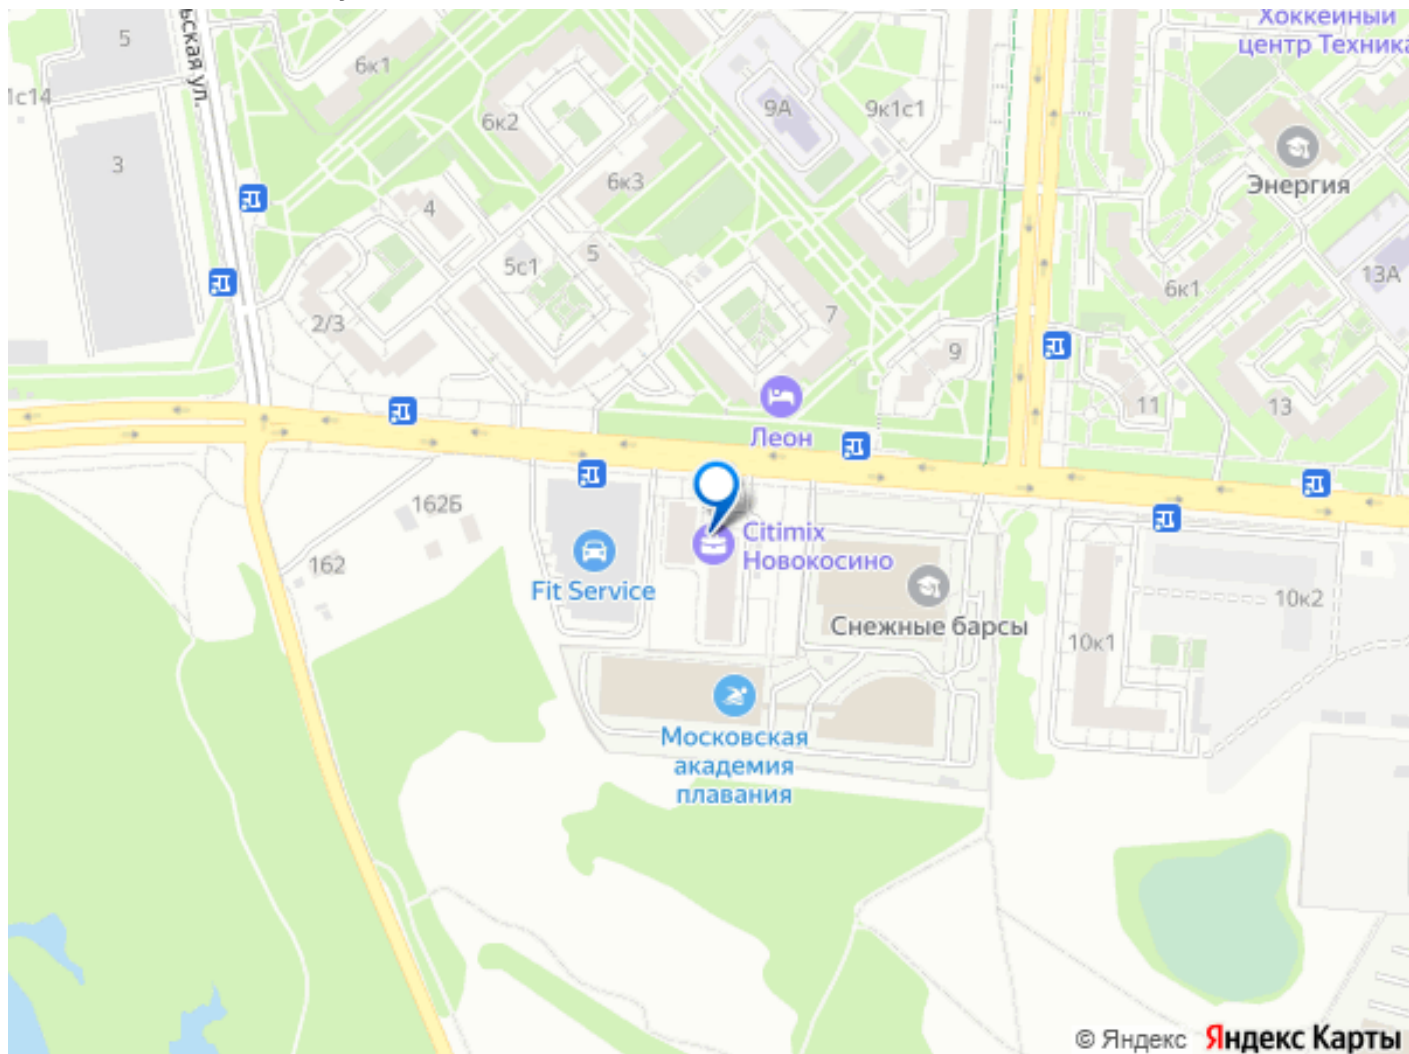 Хоккейный
центр Техника
5
ьская ул.
6к1
1с14
9А
9к1с1
6к2
3
Энергия
6к3
4
5с1
5
13А
6к1
2/3
7
9
11
13
Леон
162Б
Citimix
Новокосино
162
Fit Service
10к2
Снежные барсы
10к1
Московская
академия
плавания
© Яндекс Яндекс Карты